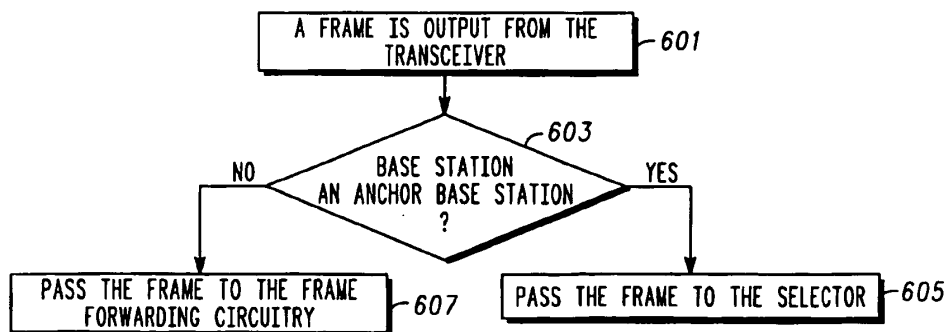 A FRAME IS OUTPUT FROM THE
TRANSCEIVER
601
603
BASE STATION
AN ANCHOR BASE STATION
?
NO
YES
PASS THE FRAME TO THE FRAME
FORWARDING CIRCUITRY
607
PASS THE FRAME TO THE SELECTOR
605